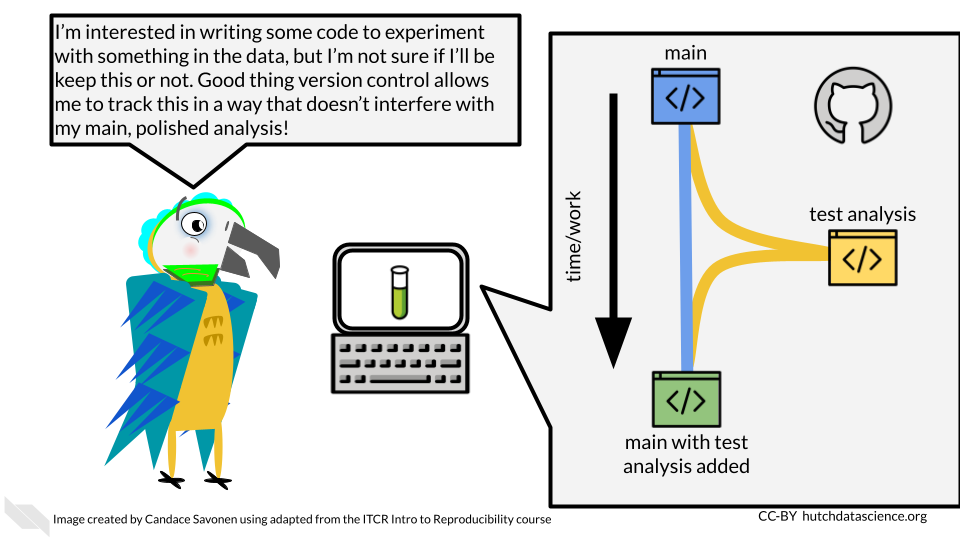 I'm interested in writing some code to experiment
with something in the data, but I'm not sure if I'll be
keep this or not. Good thing version control allows
me to track this in a way that doesn't interfere with
my main, polished analysis!
main
</>
time/work
test analysis
</>
</>
main with test
analysis added
Image created by Candace Savonen using adapted from the ITCR Intro to Reproducibility course
CC-BY hutchdatascience.org